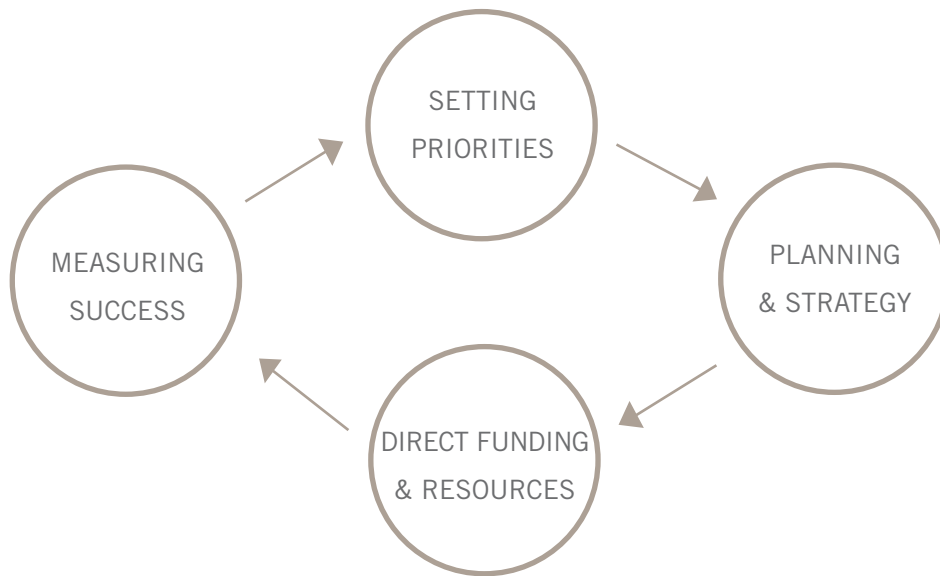 SETTING
PRIORITIES
PLANNING
& STRATEGY
DIRECT FUNDING
& RESOURCES
MEASURING
SUCCESS